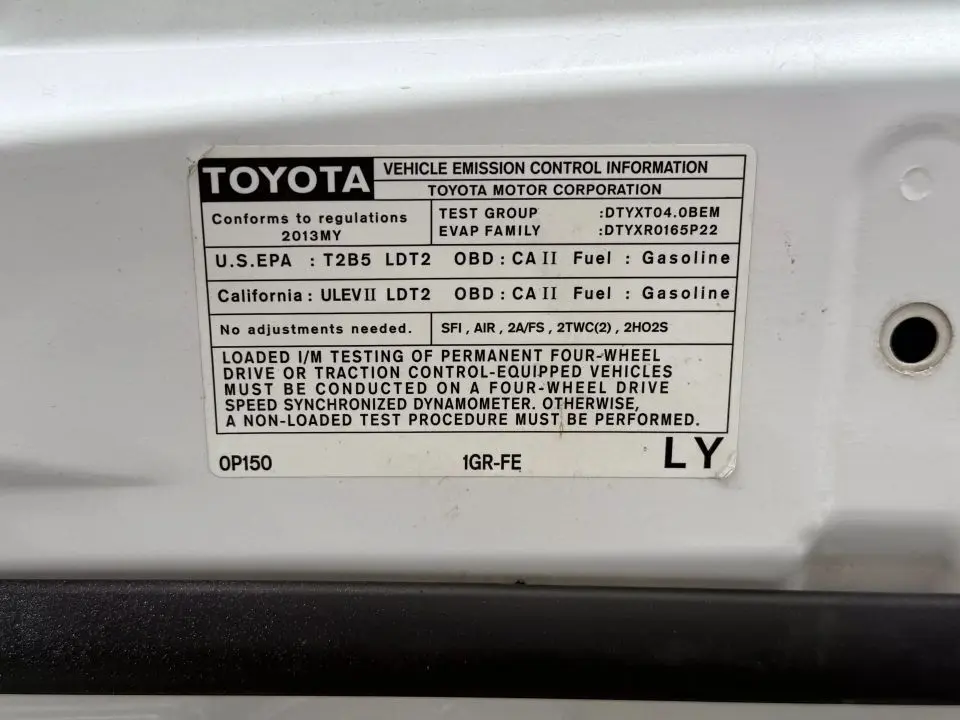 TOYOTA VEHICLE EMISSION CONTROL INFORMATION
TOYOTA MOTOR CORPORATION
Conforms to regulations
2013MY
TEST GROUP :DTYXT04.0BEM
EVAP FAMILY :DTYXR0165P22
U.S.EPA : T2B5 LDT2 OBD : CA II Fuel : Gasoline
California : ULEV II LDT2 OBD : CA II Fuel : Gasoline
No adjustments needed. SFI , AIR , 2A/FS , 2TWC(2) , 2HO2S
LOADED I/M TESTING OF PERMANENT FOUR-WHEEL
DRIVE OR TRACTION CONTROL-EQUIPPED VEHICLES
MUST BE CONDUCTED ON A FOUR-WHEEL DRIVE
SPEED SYNCHRONIZED DYNAMOMETER. OTHERWISE,
A NON-LOADED TEST PROCEDURE MUST BE PERFORMED.
0P150 1GR-FE LY